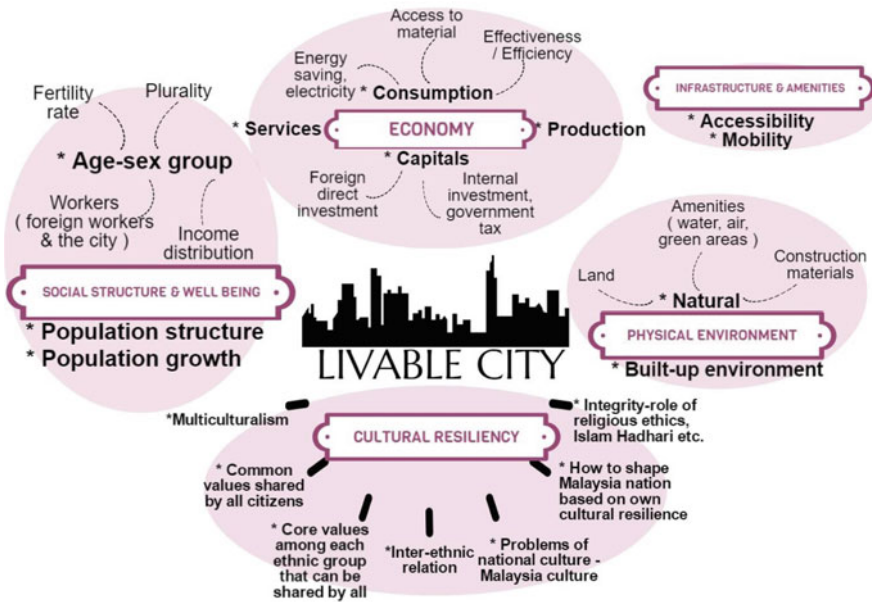 Fertility
rate
Plurality
* Age-sex group
Workers
( foreign workers
& the city )
Income
distribution
SOCIAL STRUCTURE & WELL BEING
* Population structure
* Population growth
Access to
material
Effectiveness
/ Efficiency
Energy
saving,
electricity
* Consumption
* Services
ECONOMY
* Production
* Capitals
Foreign
direct
investment
Internal
investment,
government
tax
INFRASTRUCTURE & AMENITIES
* Accessibility
* Mobility
Amenities
( water, air,
green areas )
Construction
materials
Land
* Natural
PHYSICAL ENVIRONMENT
* Built-up environment
LIVABLE CITY
*Multiculturalism
CULTURAL RESILIENCY
* Integrity-role of
religious ethics,
Islam Hadhari etc.
* Common
values shared
by all citizens
* How to shape
Malaysia nation
based on own
cultural resilience
* Core values
among each
ethnic group
that can be
shared by all
*Inter-ethnic
relation
* Problems of
national culture -
Malaysia culture